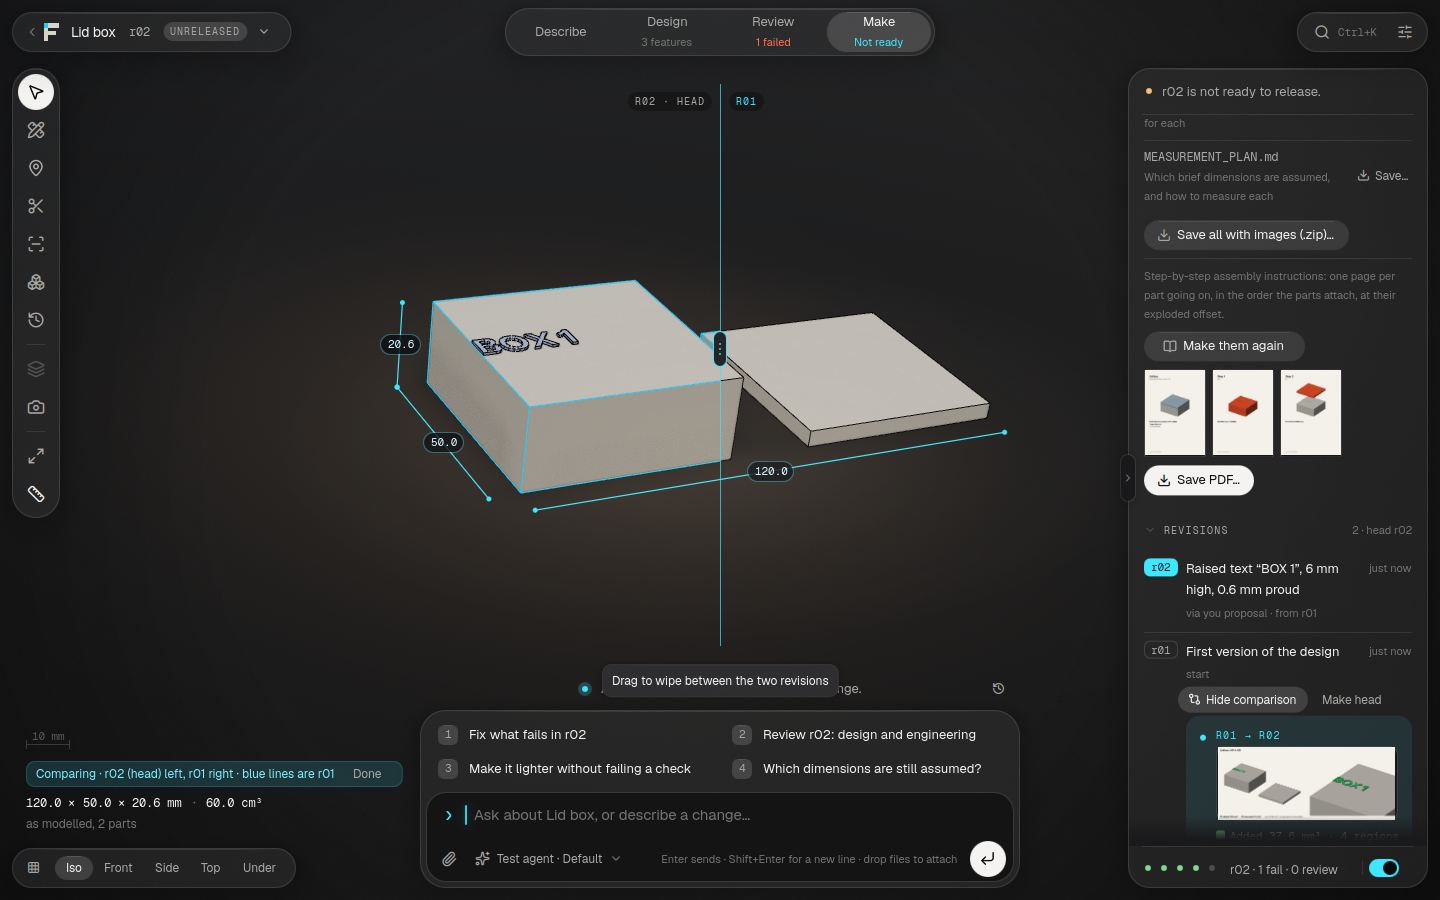 Lid box r02 UNRELEASED
Describe
Design
3 features
Review
1 failed
Make
Not ready
Ctrl+K
R02 · HEAD
R01
BOX 1
20.6
50.0
120.0
r02 is not ready to release.
for each
MEASUREMENT_PLAN.md
Which brief dimensions are assumed,
and how to measure each
Save…
Save all with images (.zip)…
Step-by-step assembly instructions: one page per
part going on, in the order the parts attach, at their
exploded offset.
Make them again
Save PDF…
REVISIONS
2 · head r02
r02
Raised text “BOX 1”, 6 mm
high, 0.6 mm proud
just now
via you proposal · from r01
r01
First version of the design
just now
start
Hide comparison
Make head
R01 → R02
BOX 1
Added 37.6 mm³ · 4 regions
r02 · 1 fail · 0 review
Drag to wipe between the two revisions
nge.
1 Fix what fails in r02
2 Review r02: design and engineering
3 Make it lighter without failing a check
4 Which dimensions are still assumed?
Ask about Lid box, or describe a change…
Test agent · Default
Enter sends · Shift+Enter for a new line · drop files to attach
10 mm
Comparing · r02 (head) left, r01 right · blue lines are r01 Done
120.0 × 50.0 × 20.6 mm · 60.0 cm³
as modelled, 2 parts
Iso
Front
Side
Top
Under